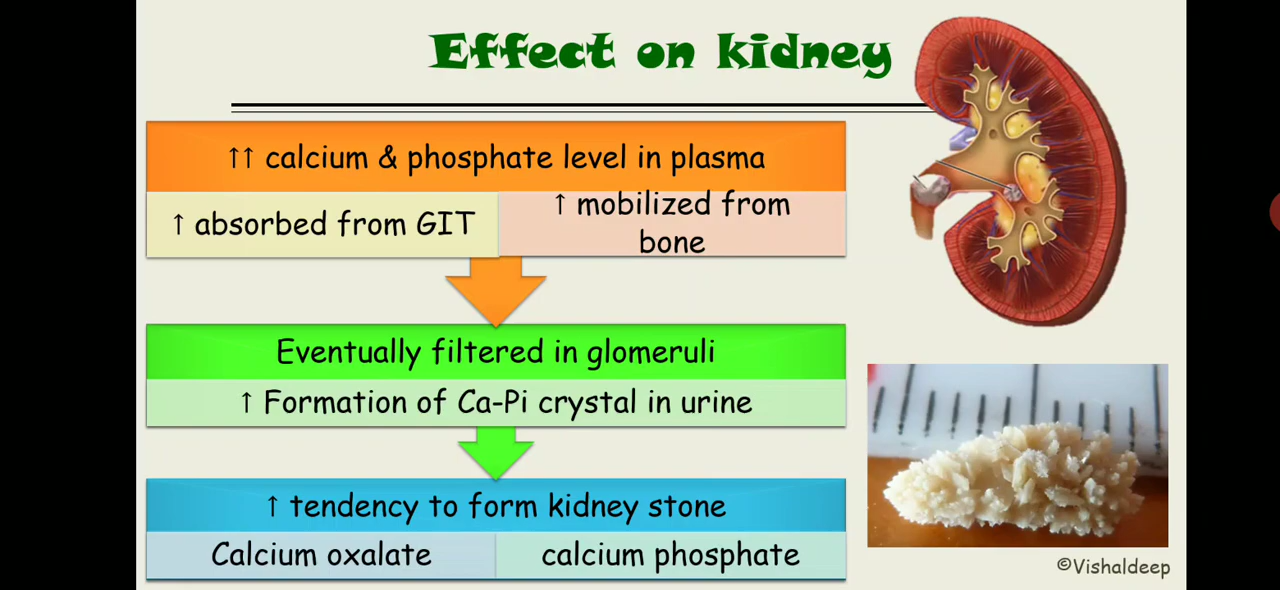 Effect on kidney
↑↑ calcium & phosphate level in plasma
↑ absorbed from GIT
↑ mobilized from
bone
Eventually filtered in glomeruli
↑ Formation of Ca-Pi crystal in urine
↑ tendency to form kidney stone
Calcium oxalate
calcium phosphate
©Vishaldeep